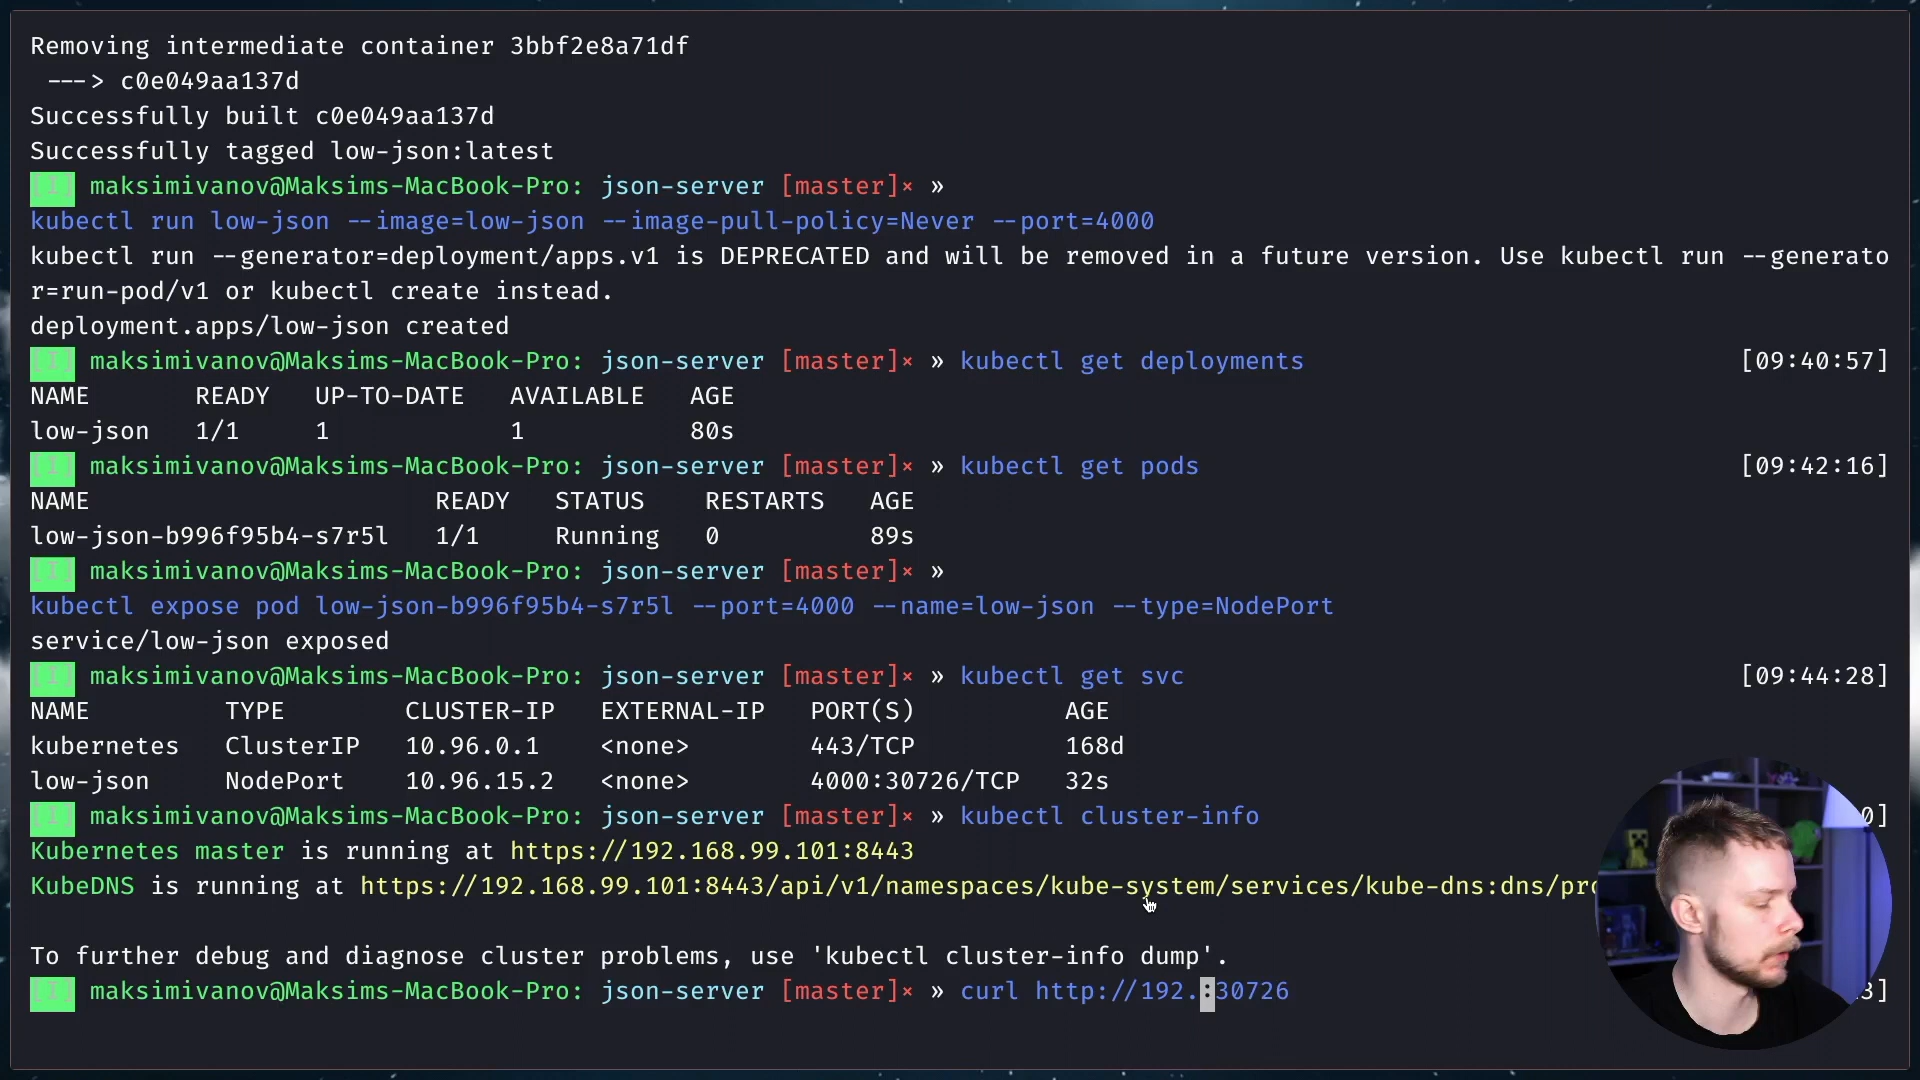 Removing intermediate container 3bbf2e8a71df
---> c0e049aa137d
Successfully built c0e049aa137d
Successfully tagged low-json:latest
[I] maksimivanov@Maksims-MacBook-Pro: json-server [master]× »
kubectl run low-json --image=low-json --image-pull-policy=Never --port=4000
kubectl run --generator=deployment/apps.v1 is DEPRECATED and will be removed in a future version. Use kubectl run --generato
r=run-pod/v1 or kubectl create instead.
deployment.apps/low-json created
[I] maksimivanov@Maksims-MacBook-Pro: json-server [master]× » kubectl get deployments [09:40:57]
NAME READY UP-TO-DATE AVAILABLE AGE
low-json 1/1 1 1 80s
[I] maksimivanov@Maksims-MacBook-Pro: json-server [master]× » kubectl get pods [09:42:16]
NAME READY STATUS RESTARTS AGE
low-json-b996f95b4-s7r5l 1/1 Running 0 89s
[I] maksimivanov@Maksims-MacBook-Pro: json-server [master]× »
kubectl expose pod low-json-b996f95b4-s7r5l --port=4000 --name=low-json --type=NodePort
service/low-json exposed
[I] maksimivanov@Maksims-MacBook-Pro: json-server [master]× » kubectl get svc [09:44:28]
NAME TYPE CLUSTER-IP EXTERNAL-IP PORT(S) AGE
kubernetes ClusterIP 10.96.0.1 <none> 443/TCP 168d
low-json NodePort 10.96.15.2 <none> 4000:30726/TCP 32s
[I] maksimivanov@Maksims-MacBook-Pro: json-server [master]× » kubectl cluster-info 0]
Kubernetes master is running at https://192.168.99.101:8443
KubeDNS is running at https://192.168.99.101:8443/api/v1/namespaces/kube-system/services/kube-dns:dns/pro
To further debug and diagnose cluster problems, use 'kubectl cluster-info dump'.
[I] maksimivanov@Maksims-MacBook-Pro: json-server [master]× » curl http://192.:30726 3]